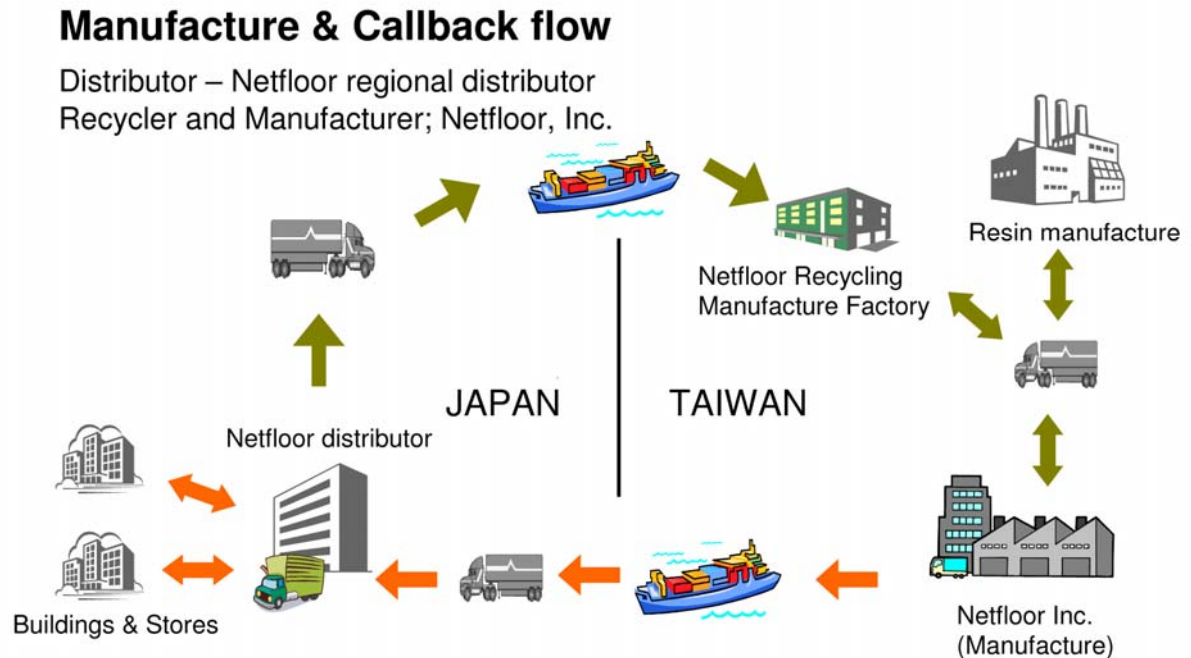 Manufacture & Callback flow
Distributor – Netfloor regional distributor
Recycler and Manufacturer; Netfloor, Inc.
Resin manufacture
Netfloor Recycling
Manufacture Factory
JAPAN
TAIWAN
Netfloor distributor
Buildings & Stores
Netfloor Inc.
(Manufacture)